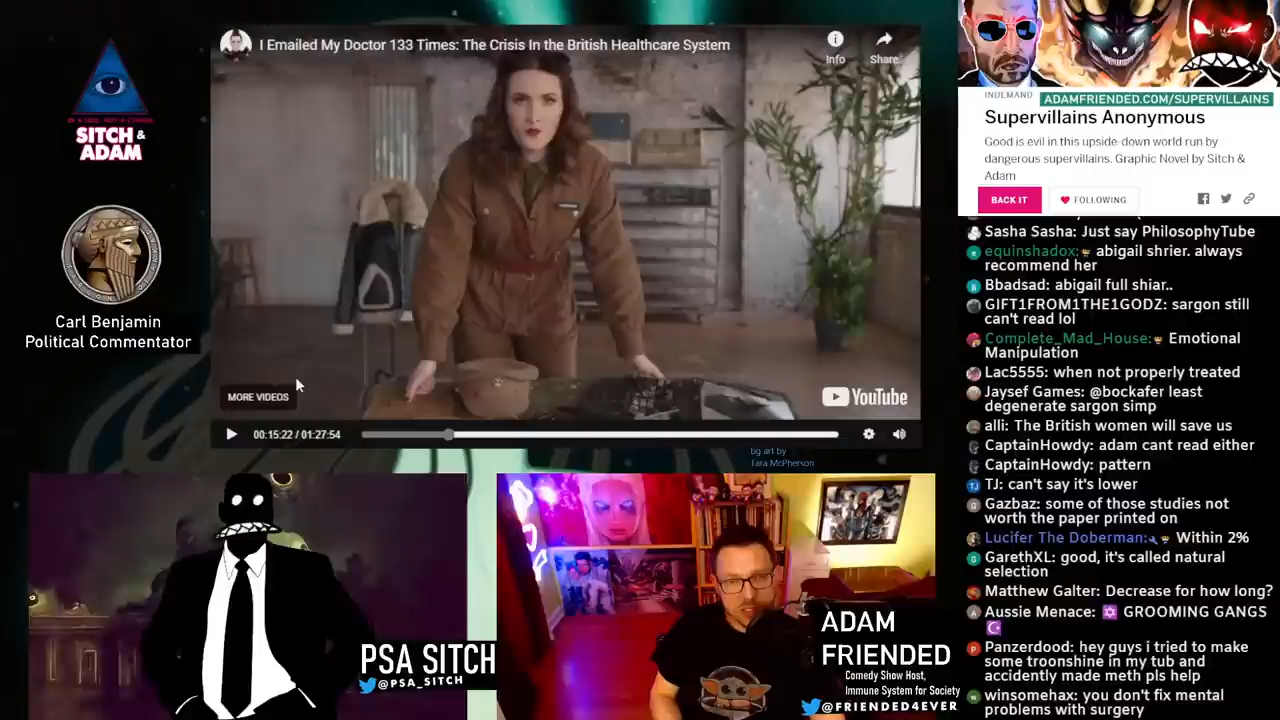 I Emailed My Doctor 133 Times: The Crisis In the British Healthcare System
Info
Share
MORE VIDEOS
YouTube
00:15:22 / 01:27:54
SITCH &
ADAM
Carl Benjamin
Political Commentator
bg art by
Tara McPherson
PSA SITCH
@PSA_SITCH
ADAM
FRIENDED
Comedy Show Host,
Immune System for Society
@FRIENDED4EVER
INDEMAND
ADAMFRIENDED.COM/SUPERVILLAINS
Supervillains Anonymous
Good is evil in this upside-down world run by
dangerous supervillains. Graphic Novel by Sitch &
Adam
BACK IT
FOLLOWING
Sasha Sasha: Just say PhilosophyTube
equinshadox: abigail shrier. always
recommend her
Bbadsad: abigail full shiar..
GIFT1FROM1THE1GODZ: sargon still
can't read lol
Complete_Mad_House: Emotional
Manipulation
Lac5555: when not properly treated
Jaysef Games: @bockafer least
degenerate sargon simp
alli: The British women will save us
CaptainHowdy: adam cant read either
CaptainHowdy: pattern
TJ: can't say it's lower
Gazbaz: some of those studies not
worth the paper printed on
Lucifer The Doberman: Within 2%
GarethXL: good, it's called natural
selection
Matthew Galter: Decrease for how long?
Aussie Menace: ✡ GROOMING GANGS
☪
Panzerdood: hey guys i tried to make
some troonshine in my tub and
accidently made meth pls help
winsomehax: you don't fix mental
problems with surgery